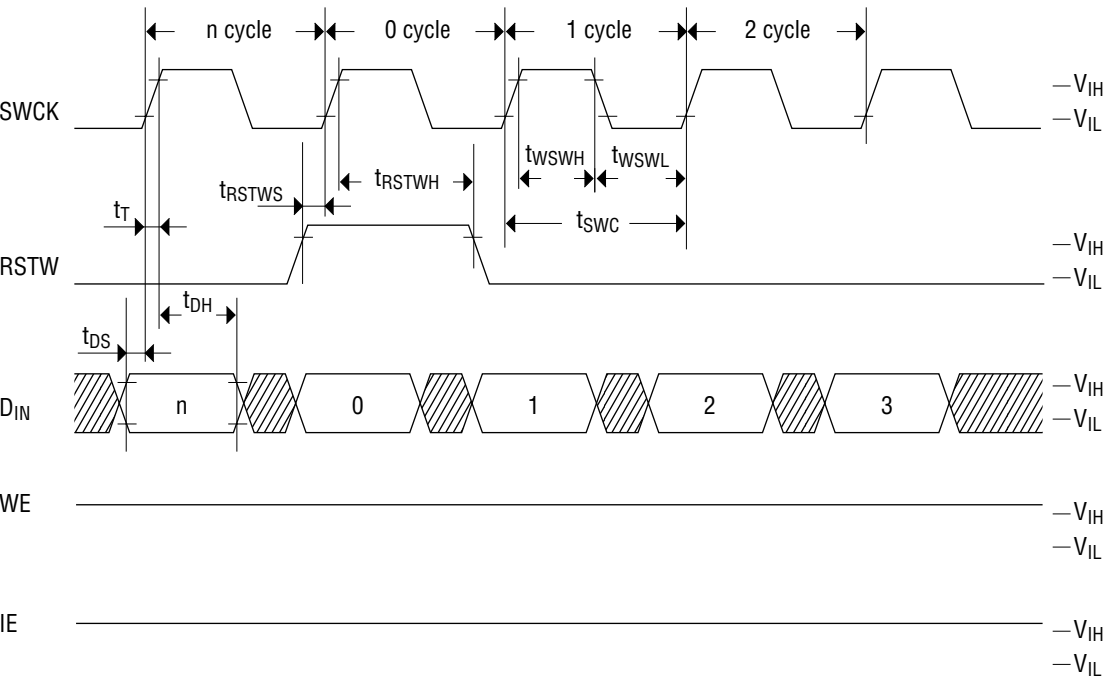 n cycle 0 cycle 1 cycle 2 cycle
SWCK
VIH
VIL
tWSWH tWSWL
tRSTWS tRSTWH
tT
tSWC
RSTW
VIH
VIL
tDH
tDS
DIN
n 0 1 2 3
VIH
VIL
WE
VIH
VIL
IE
VIH
VIL